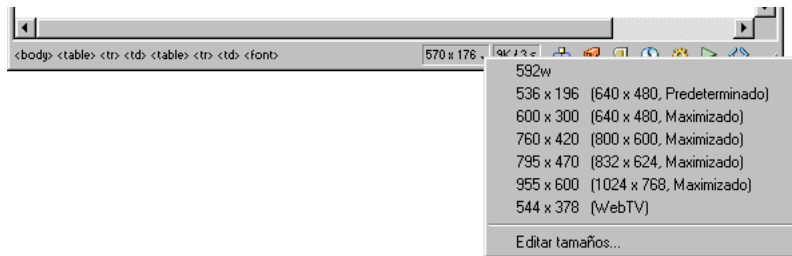 <body> <table> <tr> <td> <table> <tr> <td> <font> 570 x 176 9K / 3 s
592w
536 x 196 (640 x 480, Predeterminado)
600 x 300 (640 x 480, Maximizado)
760 x 420 (800 x 600, Maximizado)
795 x 470 (832 x 624, Maximizado)
955 x 600 (1024 x 768, Maximizado)
544 x 378 (WebTV)
Editar tamaños...